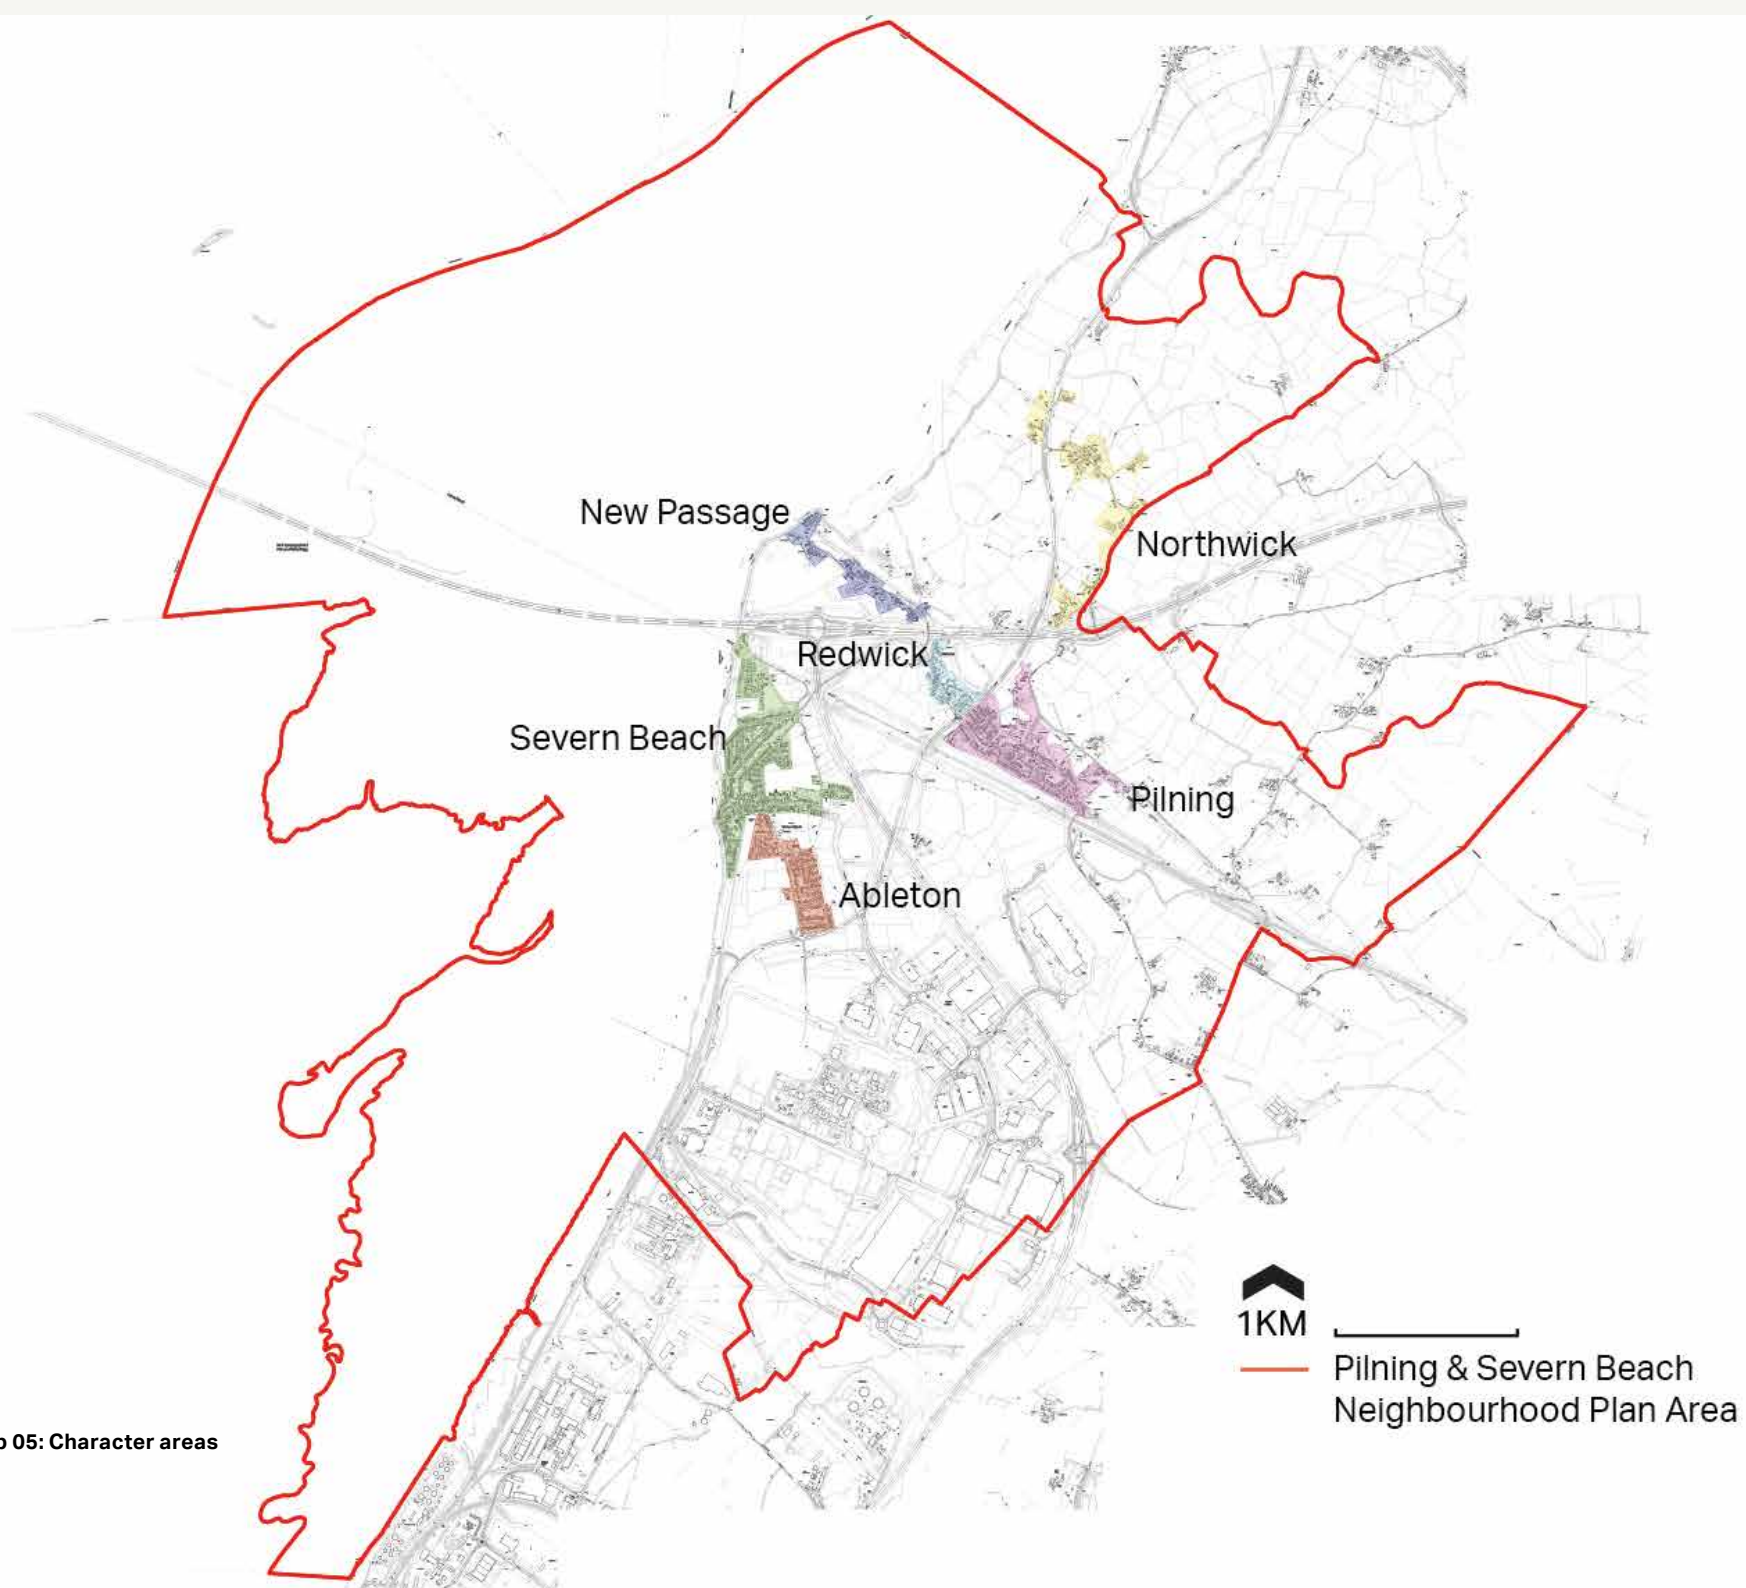 New Passage
Northwick
Redwick
Severn Beach
Pilning
Ableton
1KM
Pilning & Severn Beach
Neighbourhood Plan Area
05: Character areas